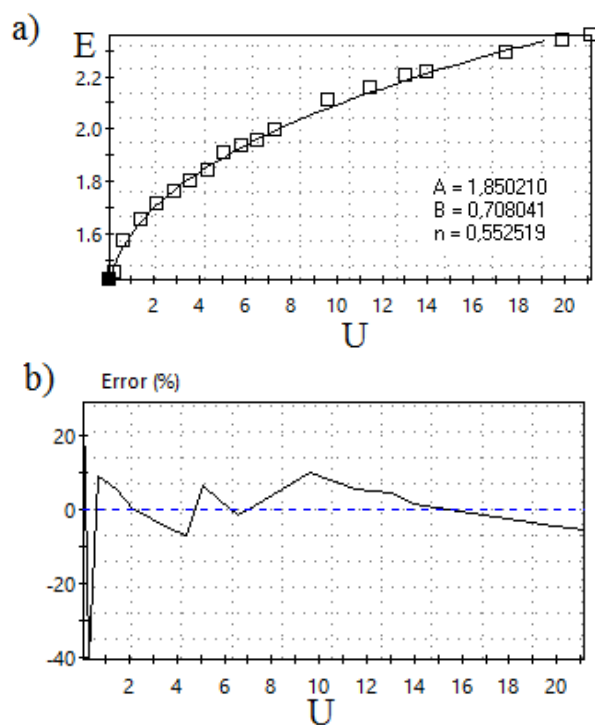 a)
E
2.2
2.0
1.8
1.6
A = 1,850210
B = 0,708041
n = 0,552519
2 4 6 8 10 12 14 16 18 20
U
b)
Error (%)
20
0
-20
-40
2 4 6 8 10 12 14 16 18 20
U